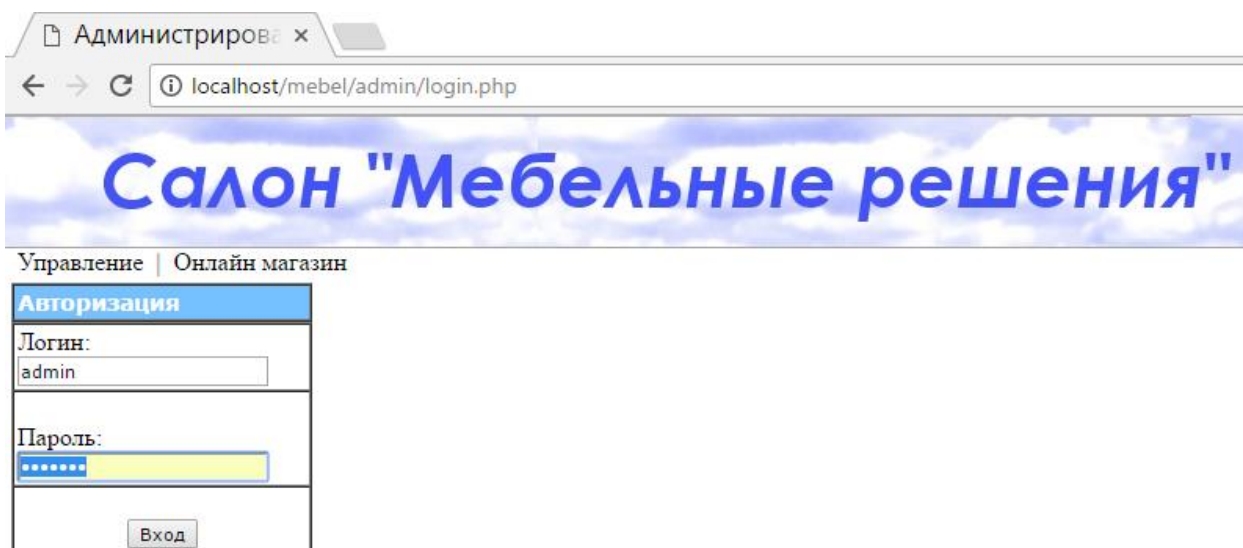 Администрирова
localhost/mebel/admin/login.php
Салон "Мебельные решения"
Управление | Онлайн магазин
Авторизация
Логин:
admin
Пароль:
•••••••
Вход